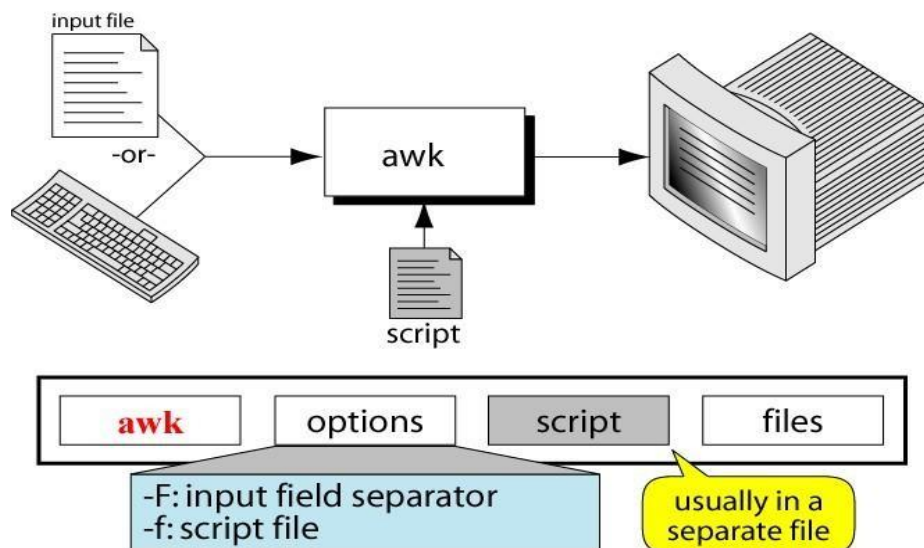 input file
-or-
awk
script
awk options script files
-F: input field separator
-f: script file
usually in a
separate file